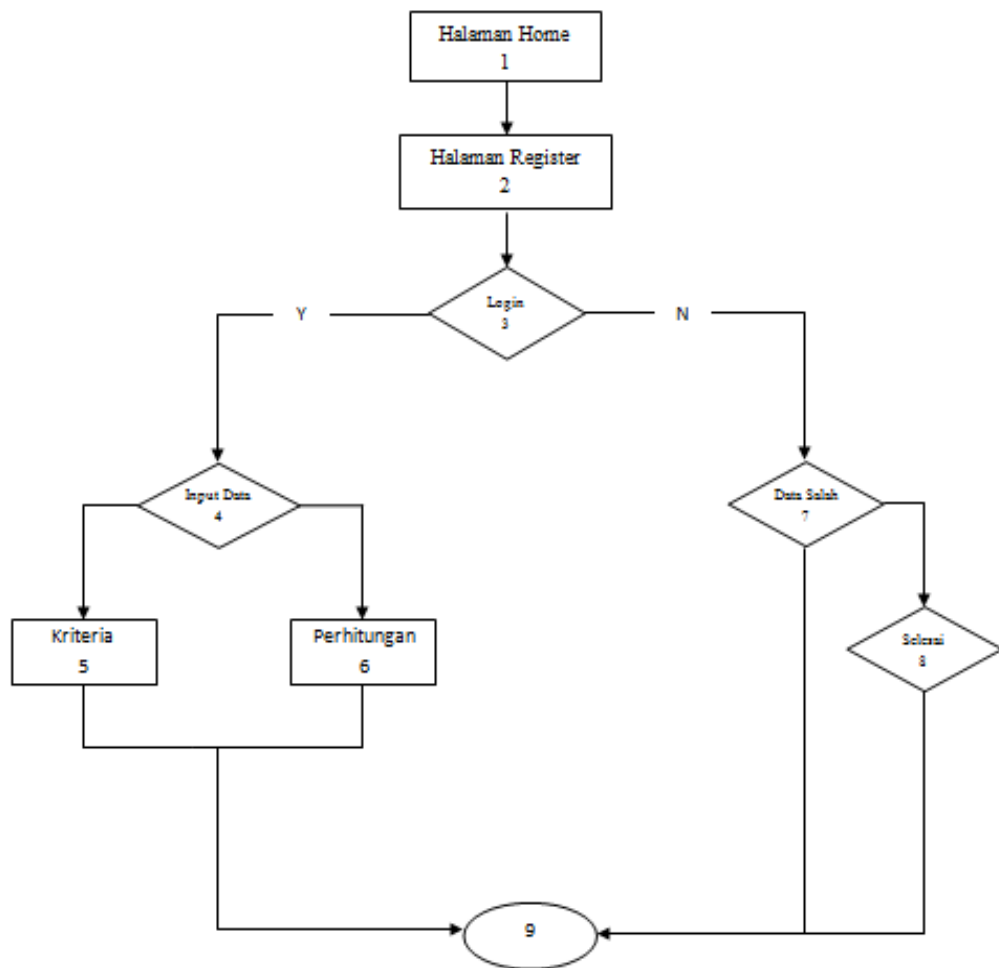 Halaman Home
1
Halaman Register
2
Login
3
Y
N
Input Data
4
Data Salah
7
Kriteria
5
Perhitungan
6
Selesai
8
9